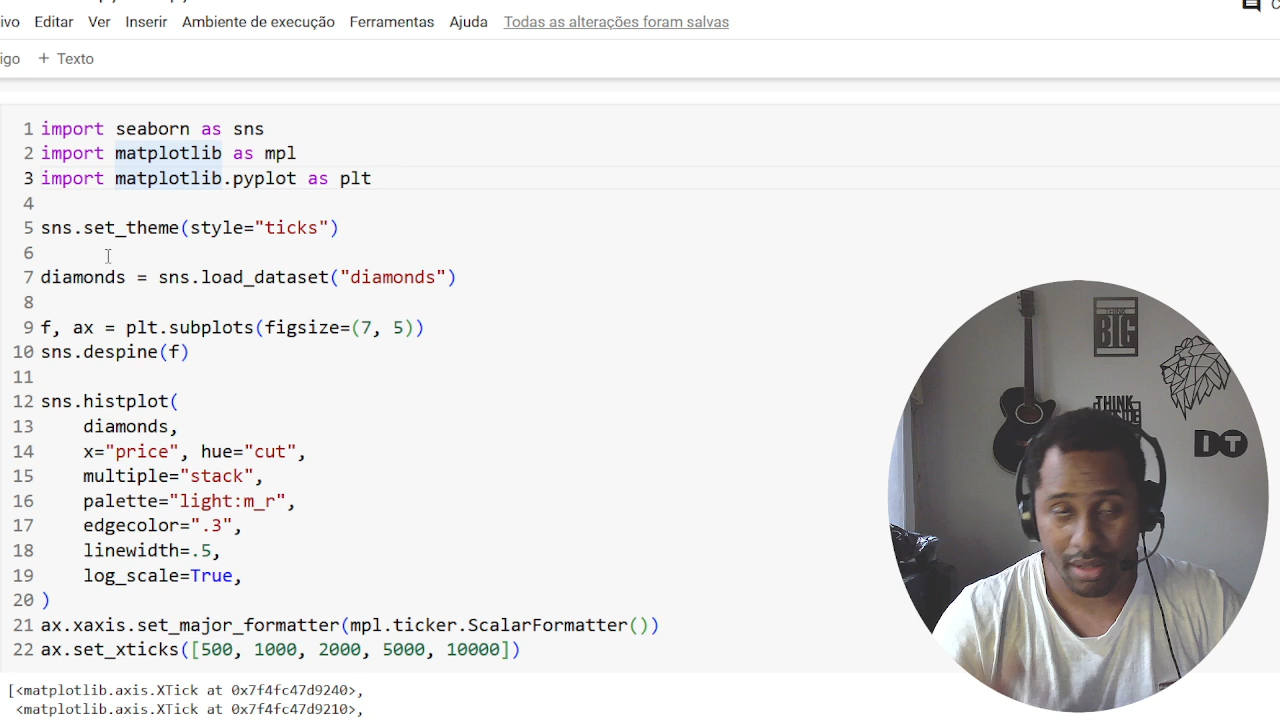 ivo Editar Ver Inserir Ambiente de execução Ferramentas Ajuda Todas as alterações foram salvas
igo + Texto
1 import seaborn as sns
2 import matplotlib as mpl
3 import matplotlib.pyplot as plt
4
5 sns.set_theme(style="ticks")
6
7 diamonds = sns.load_dataset("diamonds")
8
9 f, ax = plt.subplots(figsize=(7, 5))
10 sns.despine(f)
11
12 sns.histplot(
13     diamonds,
14     x="price", hue="cut",
15     multiple="stack",
16     palette="light:m_r",
17     edgecolor=".3",
18     linewidth=.5,
19     log_scale=True,
20 )
21 ax.xaxis.set_major_formatter(mpl.ticker.ScalarFormatter())
22 ax.set_xticks([500, 1000, 2000, 5000, 10000])
[<matplotlib.axis.XTick at 0x7f4fc47d9240>,
<matplotlib.axis.XTick at 0x7f4fc47d9210>,
THINK
BIG
THINK
DT